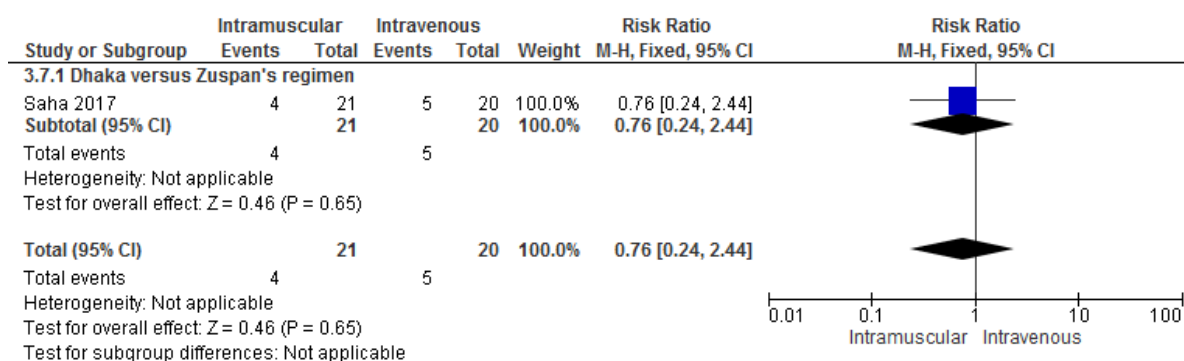 Intramuscular Intravenous Risk Ratio Risk Ratio
Study or Subgroup Events Total Events Total Weight M-H, Fixed, 95% CI M-H, Fixed, 95% CI
3.7.1 Dhaka versus Zuspan's regimen
Saha 2017 4 21 5 20 100.0% 0.76 [0.24, 2.44]
Subtotal (95% CI) 21 20 100.0% 0.76 [0.24, 2.44]
Total events 4 5
Heterogeneity: Not applicable
Test for overall effect: Z = 0.46 (P = 0.65)
Total (95% CI) 21 20 100.0% 0.76 [0.24, 2.44]
Total events 4 5
Heterogeneity: Not applicable
Test for overall effect: Z = 0.46 (P = 0.65)
Test for subgroup differences: Not applicable
0.01 0.1 1 10 100
Intramuscular Intravenous